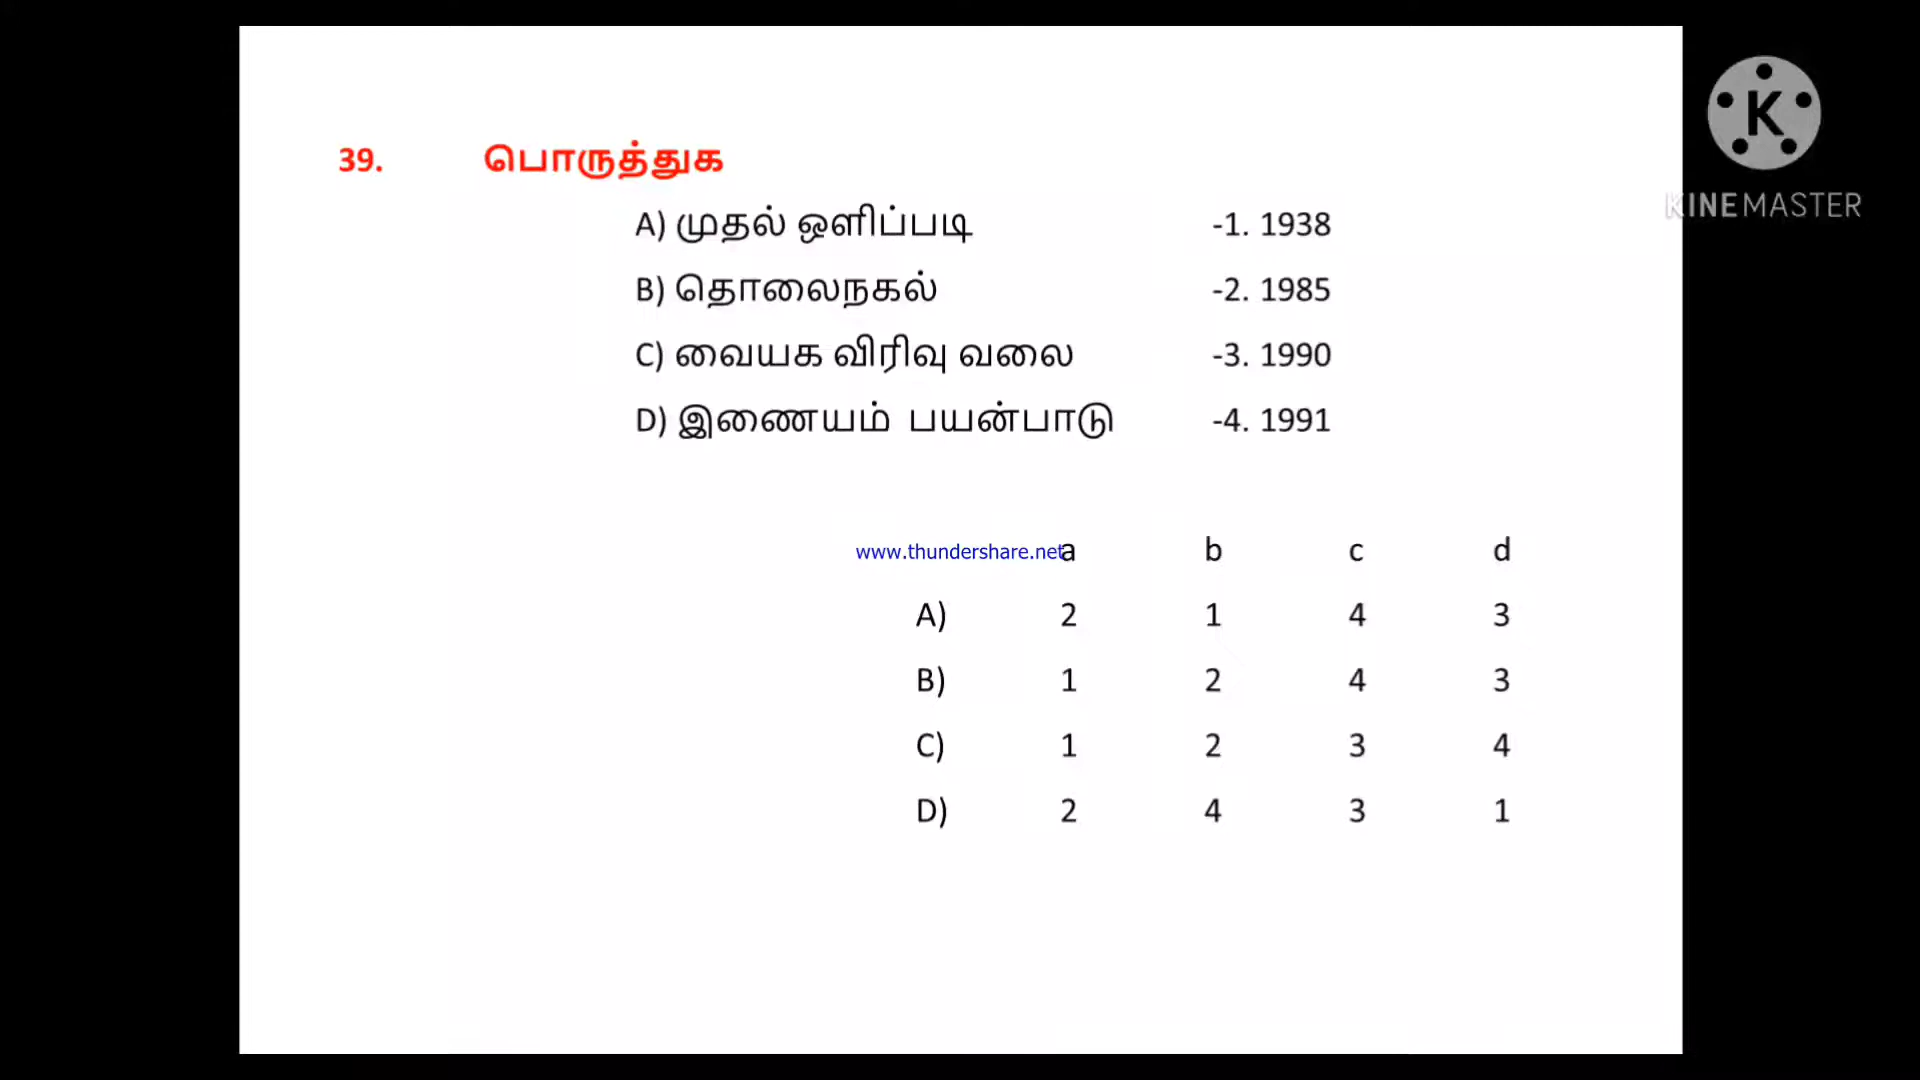 39. பொருத்துக
A) முதல் ஒளிப்படி -1. 1938
B) தொலைநகல் -2. 1985
C) வையக விரிவு வலை -3. 1990
D) இணையம் பயன்பாடு -4. 1991
www.thundershare.net a b c d
A) 2 1 4 3
B) 1 2 4 3
C) 1 2 3 4
D) 2 4 3 1
K
KINEMASTER